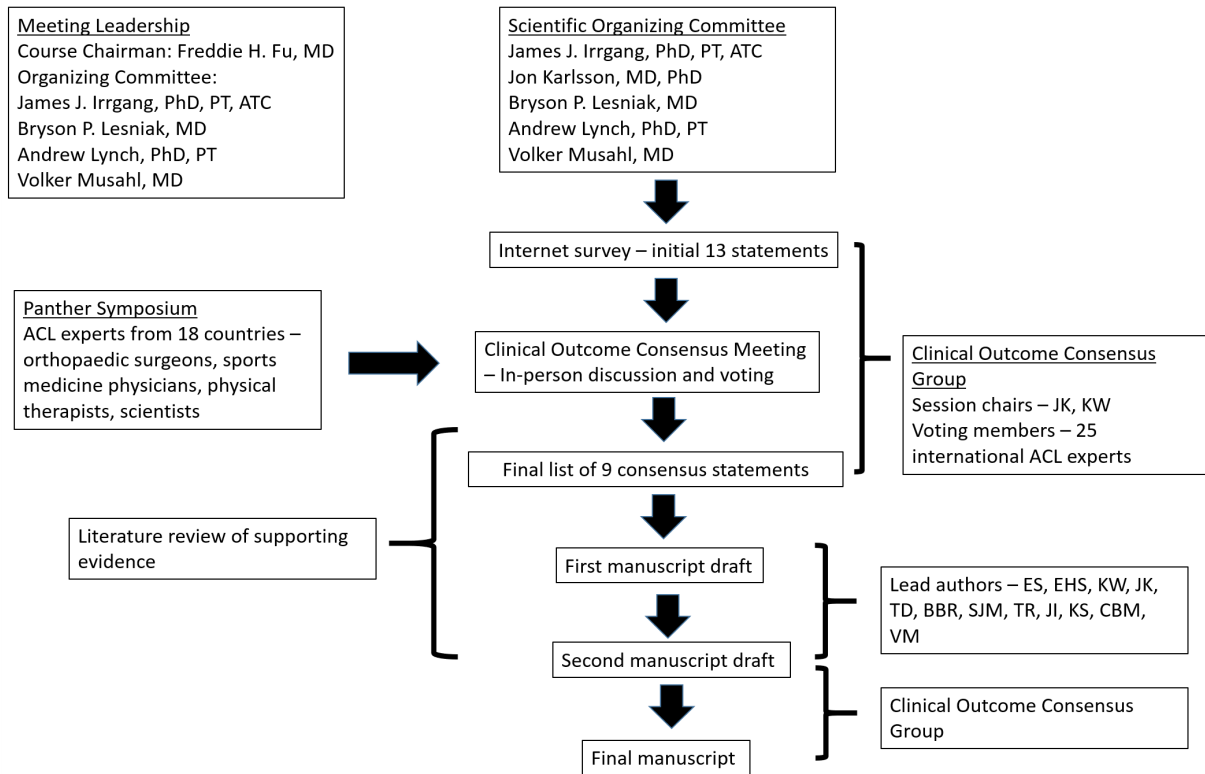 Meeting Leadership
Course Chairman: Freddie H. Fu, MD
Organizing Committee:
James J. Irrgang, PhD, PT, ATC
Bryson P. Lesniak, MD
Andrew Lynch, PhD, PT
Volker Musahl, MD
Scientific Organizing Committee
James J. Irrgang, PhD, PT, ATC
Jon Karlsson, MD, PhD
Bryson P. Lesniak, MD
Andrew Lynch, PhD, PT
Volker Musahl, MD
Internet survey – initial 13 statements
Panther Symposium
ACL experts from 18 countries –
orthopaedic surgeons, sports
medicine physicians, physical
therapists, scientists
Clinical Outcome Consensus Meeting
– In-person discussion and voting
Clinical Outcome Consensus
Group
Session chairs – JK, KW
Voting members – 25
international ACL experts
Final list of 9 consensus statements
Literature review of supporting
evidence
First manuscript draft
Lead authors – ES, EHS, KW, JK,
TD, BBR, SJM, TR, JI, KS, CBM,
VM
Second manuscript draft
Clinical Outcome Consensus
Group
Final manuscript